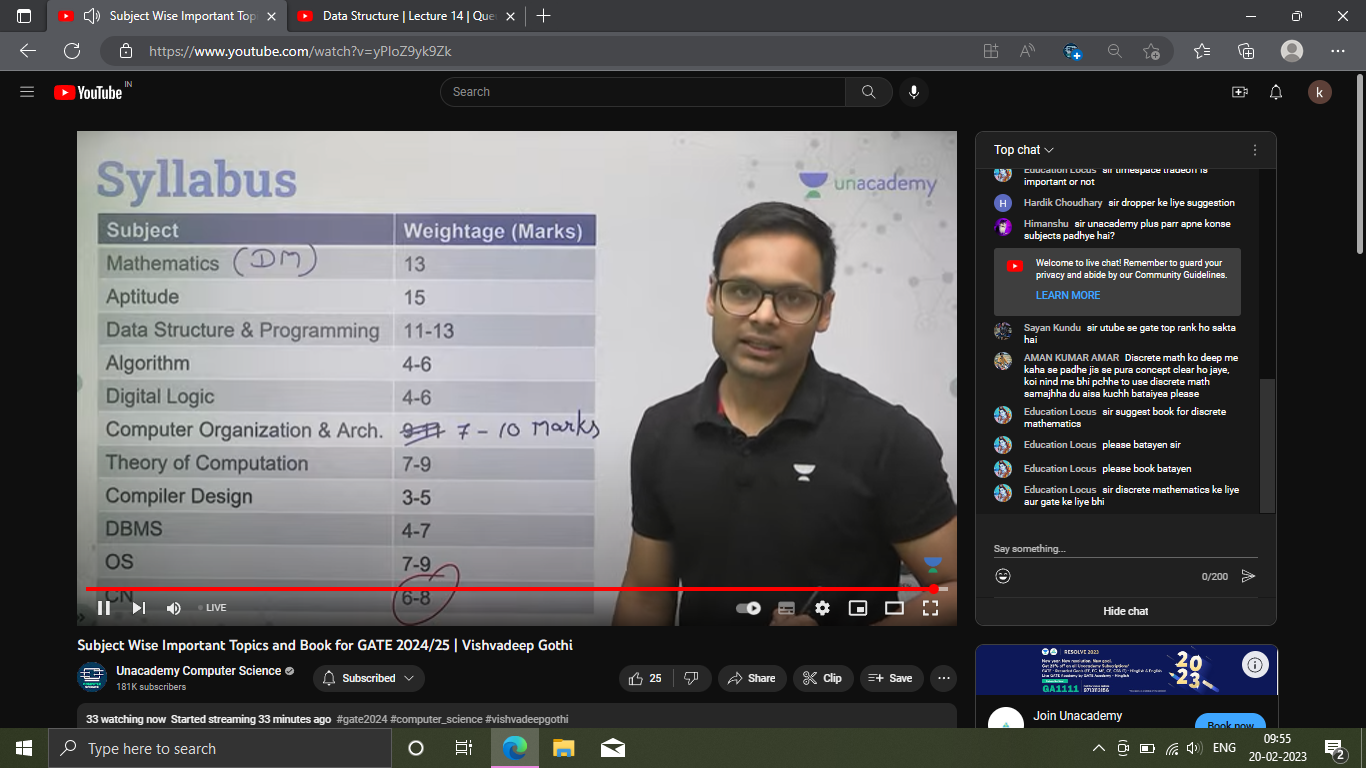 Subject Wise Important Top
Data Structure | Lecture 14 | Que
https://www.youtube.com/watch?v=yPIoZ9yk9Zk
YouTube IN
Search
k
Syllabus
unacademy
Subject Weightage (Marks)
Mathematics (DM) 13
Aptitude 15
Data Structure & Programming 11-13
Algorithm 4-6
Digital Logic 4-6
Computer Organization & Arch. 9-11 7 - 10 Marks
Theory of Computation 7-9
Compiler Design 3-5
DBMS 4-7
OS 7-9
CN 6-8
LIVE
Top chat
Education Locus sir timespace tradeoff is
important or not
H Hardik Choudhary sir dropper ke liye suggestion
Himanshu sir unacademy plus parr apne konse
subjects padhye hai?
Welcome to live chat! Remember to guard your
privacy and abide by our Community Guidelines.
LEARN MORE
Sayan Kundu sir utube se gate top rank ho sakta
hai
AMAN KUMAR AMAR Discrete math ko deep me
kaha se padhe jis se pura concept clear ho jaye,
koi nind me bhi pchhe to use discrete math
samajhha du aisa kuchh bataiyea please
Education Locus sir suggest book for discrete
mathematics
Education Locus please batayen sir
Education Locus please book batayen
Education Locus sir discrete mathematics ke liye
aur gate ke liye bhi
Say something...
0/200
Hide chat
Subject Wise Important Topics and Book for GATE 2024/25 | Vishvadeep Gothi
Unacademy Computer Science
181K subscribers
Subscribed
25
Share
Clip
Save
33 watching now Started streaming 33 minutes ago #gate2024 #computer_science #vishvadeepgothi
RESOLVE 2023
New year. New resolution. New goal.
GA1111
2023
Join Unacademy
Book now
Type here to search
ENG
09:55
20-02-2023
2